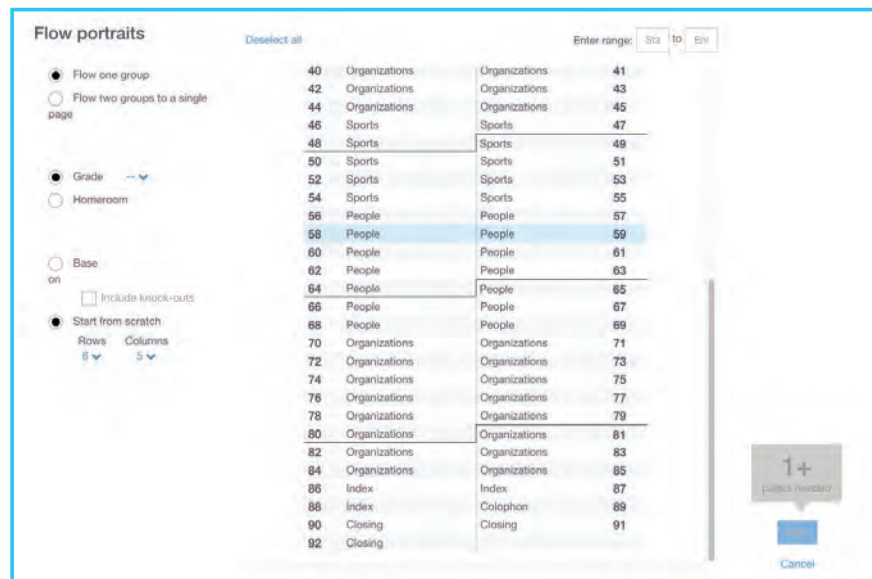 Flow portraits
Deselect all
Enter range: Sta to En
Flow one group
Flow two groups to a single
page
Grade --
Homeroom
Base
on
Include knock-outs
Start from scratch
Rows Columns
5
40 Organizations Organizations 41
42 Organizations Organizations 43
44 Organizations Organizations 45
46 Sports Sports 47
48 Sports Sports 49
50 Sports Sports 51
52 Sports Sports 53
54 Sports Sports 55
56 People People 57
58 People People 59
60 People People 61
62 People People 63
64 People People 65
66 People People 67
68 People People 69
70 Organizations Organizations 71
72 Organizations Organizations 73
74 Organizations Organizations 75
76 Organizations Organizations 77
78 Organizations Organizations 79
80 Organizations Organizations 81
82 Organizations Organizations 83
84 Organizations Organizations 85
86 Index Index 87
88 Index Colophon 89
90 Closing Closing 91
92 Closing
1+
pages needed
Cancel